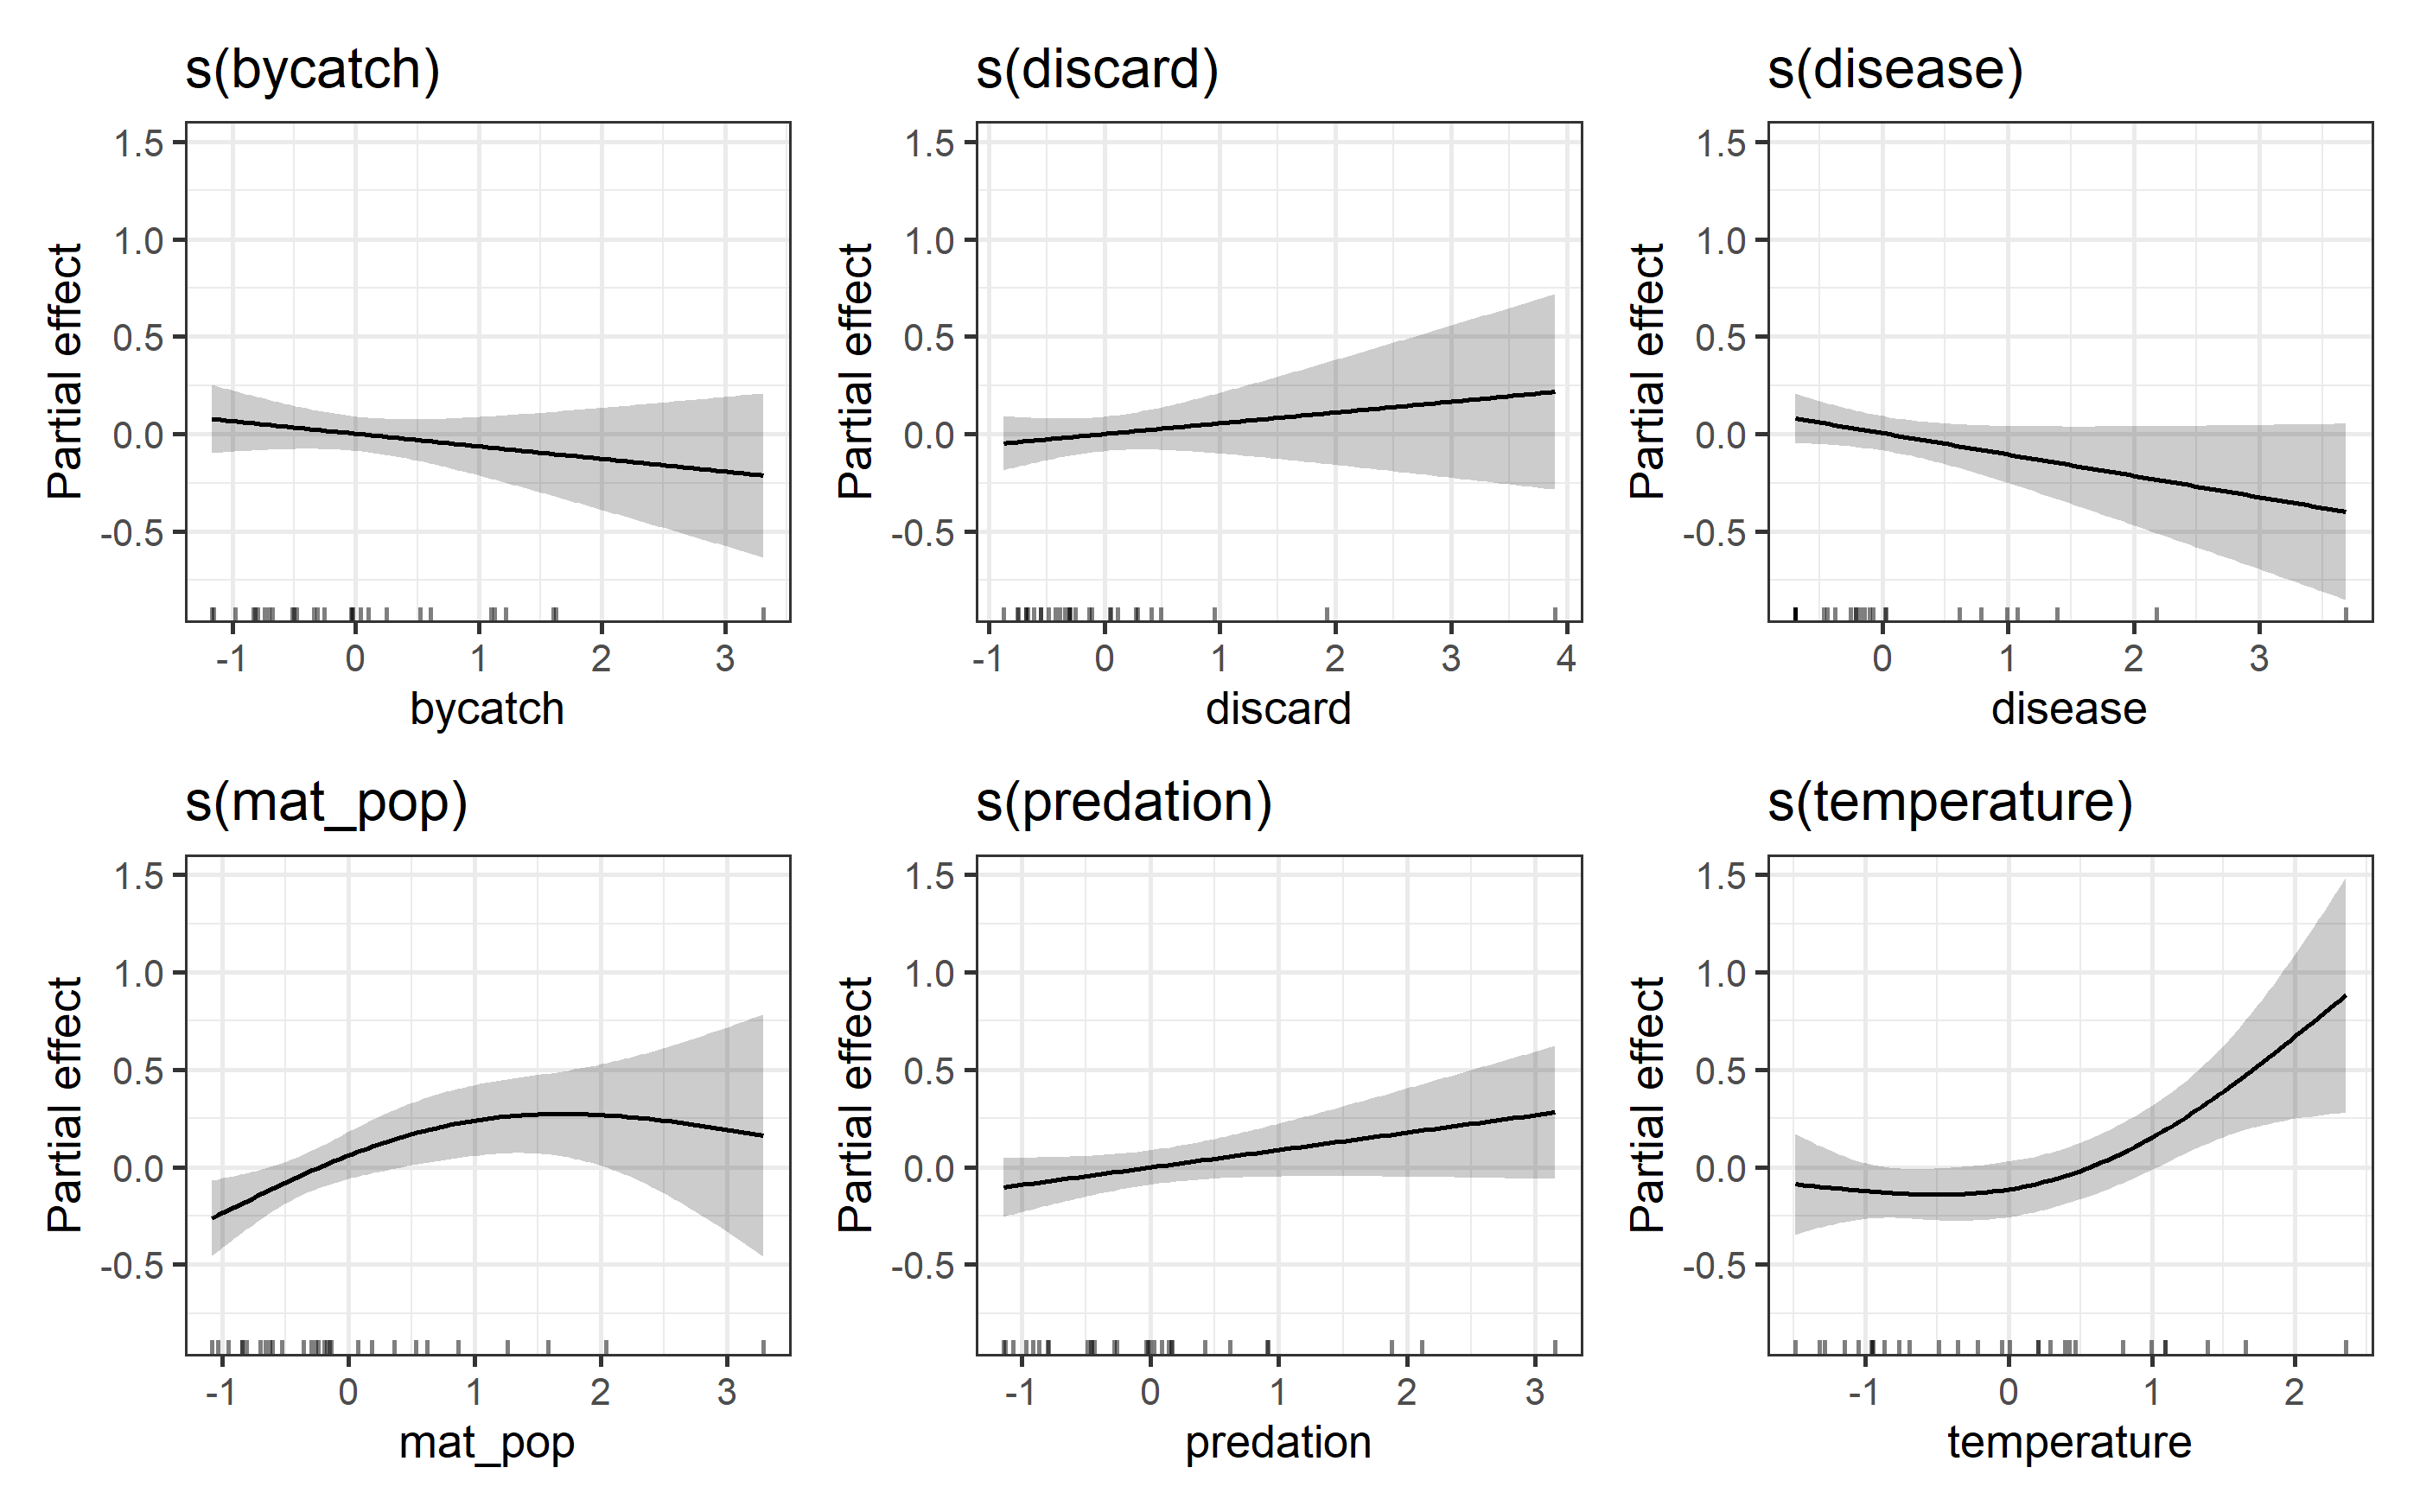 s(bycatch) s(discard) s(disease)
1.5 1.5 1.5
1.0 1.0 1.0
0.5 0.5 0.5
0.0 0.0 0.0
-0.5 -0.5 -0.5
Partial effect Partial effect Partial effect
-1 0 1 2 3 -1 0 1 2 3 4 0 1 2 3
bycatch discard disease
s(mat_pop) s(predation) s(temperature)
1.5 1.5 1.5
1.0 1.0 1.0
0.5 0.5 0.5
0.0 0.0 0.0
-0.5 -0.5 -0.5
Partial effect Partial effect Partial effect
-1 0 1 2 3 -1 0 1 2 3 -1 0 1 2
mat_pop predation temperature